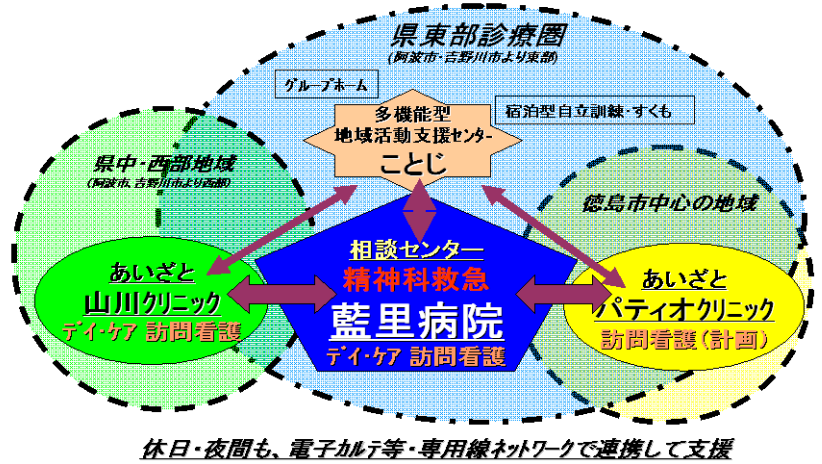 県東部診療圏
(阿波市・吉野川市より東部)
グループホーム
多機能型
地域活動支援センター
ことじ
宿泊型自立訓練・すくも
県中・西部地域
(阿波市、吉野川市より西部)
徳島市中心の地域
相談センター
精神科救急
藍里病院
デイ・ケア 訪問看護
あいざと
山川クリニック
デイ・ケア 訪問看護
あいざと
パティオクリニック
訪問看護(計画)
休日・夜間も、電子カルテ等・専用線ネットワークで連携して支援